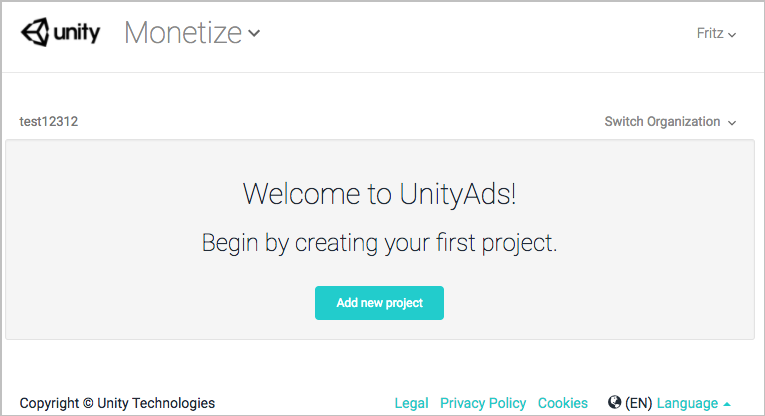 unity Monetize Fritz
test12312 Switch Organization
Welcome to UnityAds!
Begin by creating your first project.
Add new project
Copyright © Unity Technologies Legal Privacy Policy Cookies (EN) Language